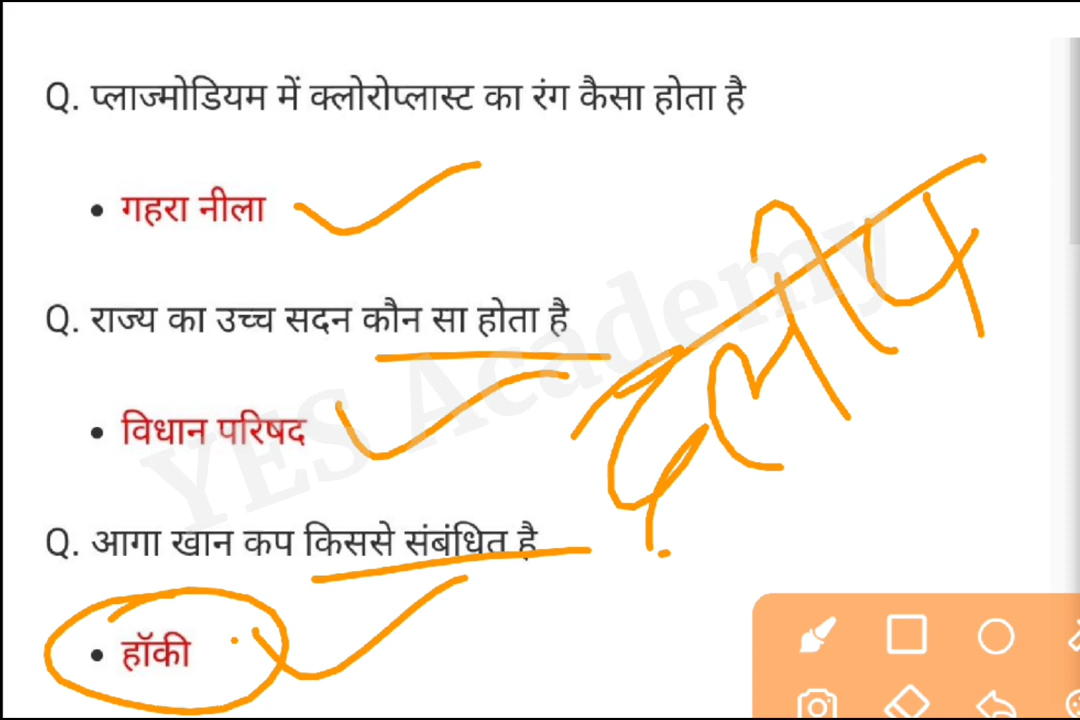 Q. प्लाज्मोडियम में क्लोरोप्लास्ट का रंग कैसा होता है
• गहरा नीला
Q. राज्य का उच्च सदन कौन सा होता है
• विधान परिषद
Q. आगा खान कप किससे संबंधित है
• हॉकी
YES Academy